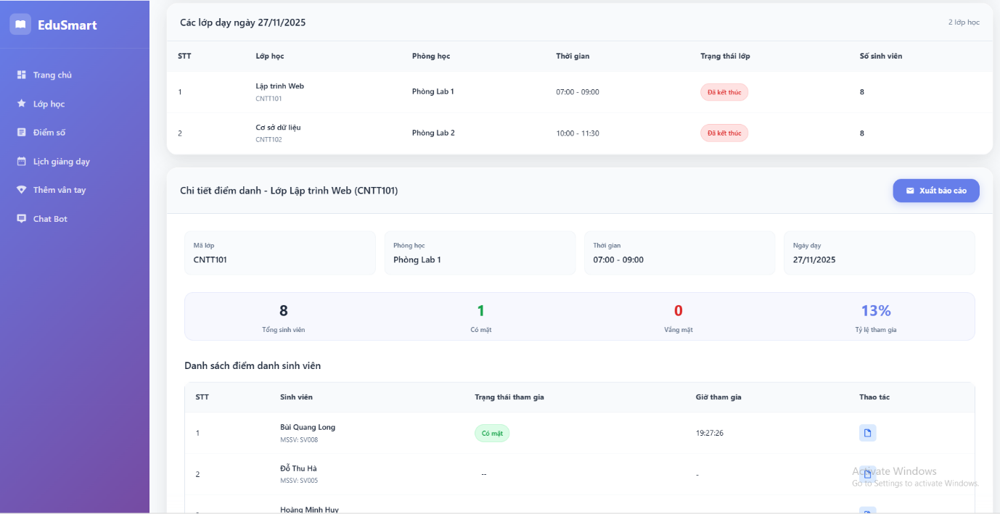 EduSmart
Trang chủ
Lớp học
Điểm số
Lịch giảng dạy
Thêm vân tay
Chat Bot
Các lớp dạy ngày 27/11/2025
2 lớp học
STT Lớp học Phòng học Thời gian Trạng thái lớp Số sinh viên
1 Lập trình Web CNTT101 Phòng Lab 1 07:00 - 09:00 Đã kết thúc 8
2 Cơ sở dữ liệu CNTT102 Phòng Lab 2 10:00 - 11:30 Đã kết thúc 8
Chi tiết điểm danh - Lớp Lập trình Web (CNTT101)
Xuất báo cáo
Mã lớp Phòng học Thời gian Ngày dạy
CNTT101 Phòng Lab 1 07:00 - 09:00 27/11/2025
8 1 0 13%
Tổng sinh viên Có mặt Vắng mặt Tỷ lệ tham gia
Danh sách điểm danh sinh viên
STT Sinh viên Trạng thái tham gia Giờ tham gia Thao tác
1 Bùi Quang Long MSSV: SV008 Có mặt 19:27:26
2 Đỗ Thu Hà MSSV: SV005 -- -
Hoàng Minh Huy
Activate Windows
Go to Settings to activate Windows.